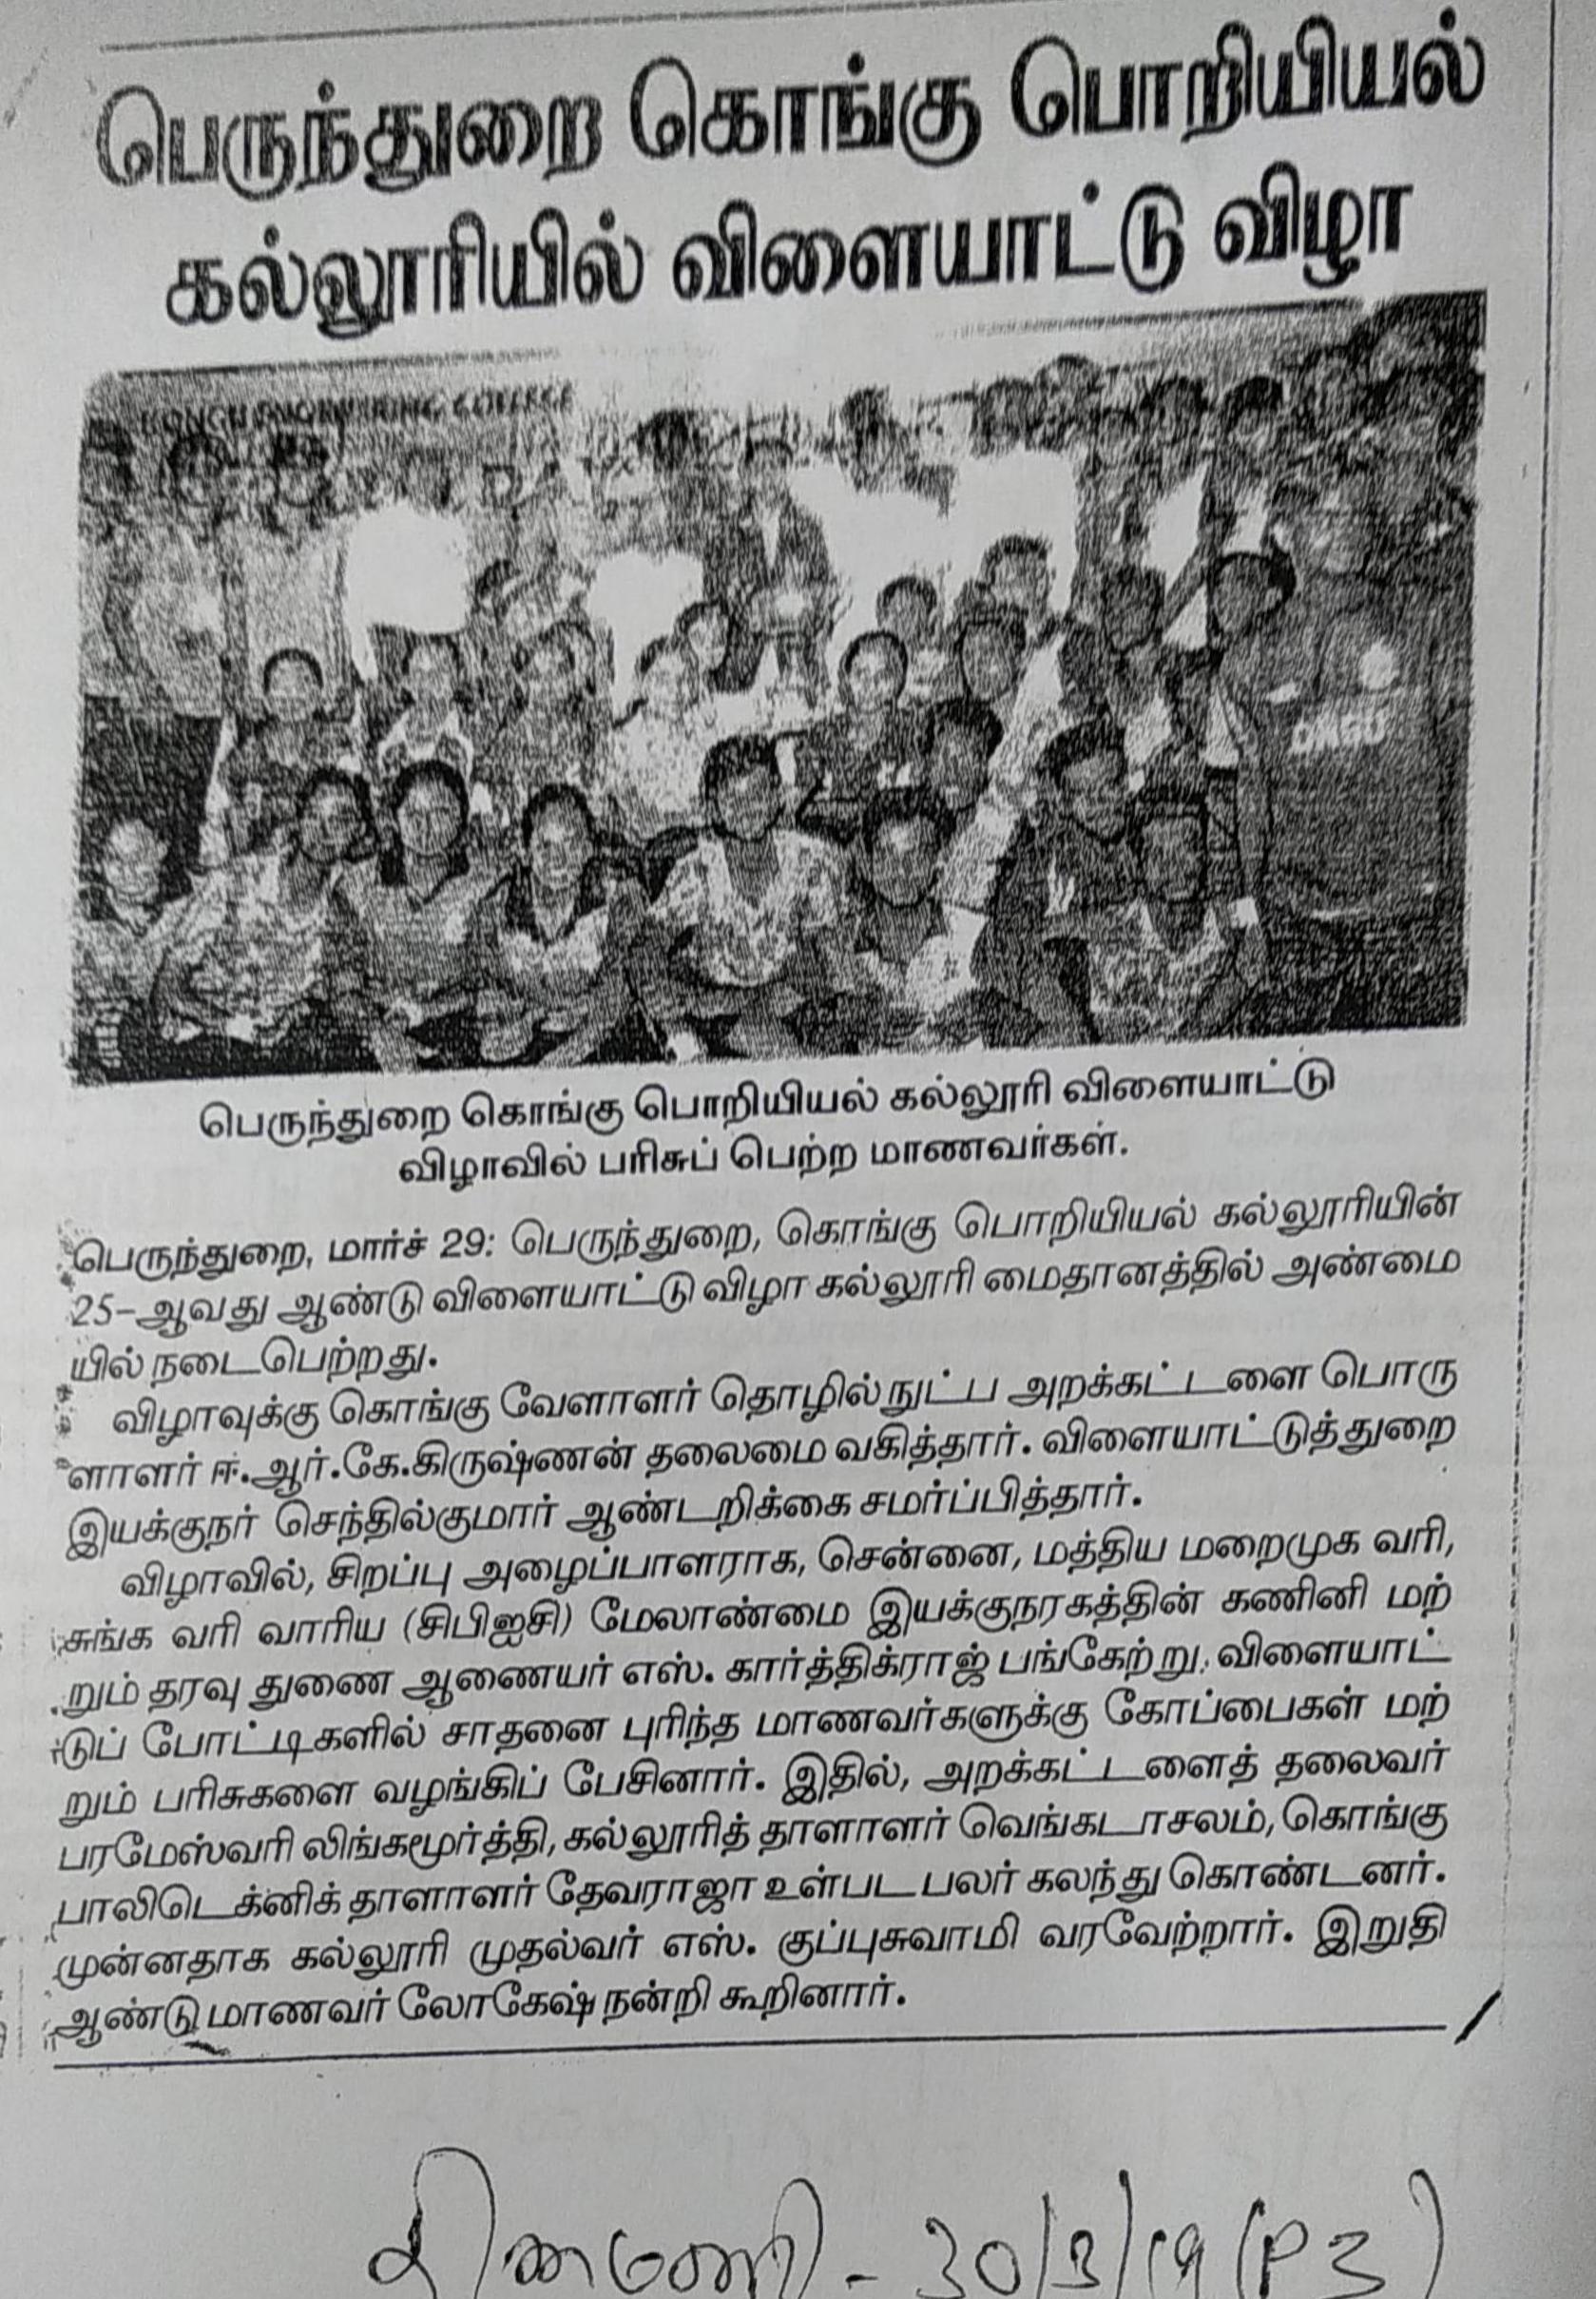 பெருந்துறை கொங்கு பொறியியல்
கல்லூரியில் விளையாட்டு விழா
KONGU ENGINEERING COLLEGE
பெருந்துறை கொங்கு பொறியியல் கல்லூரி விளையாட்டு
விழாவில் பரிசுப் பெற்ற மாணவர்கள்.
பெருந்துறை, மார்ச் 29: பெருந்துறை, கொங்கு பொறியியல் கல்லூரியின்
25-ஆவது ஆண்டு விளையாட்டு விழா கல்லூரி மைதானத்தில் அண்மை
யில் நடைபெற்றது.
விழாவுக்கு கொங்கு வேளாளர் தொழில்நுட்ப அறக்கட்டளை பொரு
ளாளர் ஈ.ஆர்.கே.கிருஷ்ணன் தலைமை வகித்தார். விளையாட்டுத்துறை
இயக்குநர் செந்தில்குமார் ஆண்டறிக்கை சமர்ப்பித்தார்.
விழாவில், சிறப்பு அழைப்பாளராக, சென்னை, மத்திய மறைமுக வரி,
சுங்க வரி வாரிய (சிபிஐசி) மேலாண்மை இயக்குநரகத்தின் கணினி மற்
றும் தரவு துணை ஆணையர் எஸ். கார்த்திக்ராஜ் பங்கேற்று, விளையாட்
டுப் போட்டிகளில் சாதனை புரிந்த மாணவர்களுக்கு கோப்பைகள் மற்
றும் பரிசுகளை வழங்கிப் பேசினார். இதில், அறக்கட்டளைத் தலைவர்
பரமேஸ்வரி லிங்கமூர்த்தி, கல்லூரித் தாளாளர் வெங்கடாசலம், கொங்கு
பாலிடெக்னிக் தாளாளர் தேவராஜா உள்பட பலர் கலந்து கொண்டனர்.
முன்னதாக கல்லூரி முதல்வர் எஸ். குப்புசுவாமி வரவேற்றார். இறுதி
ஆண்டு மாணவர் லோகேஷ் நன்றி கூறினார்.
தினமணி - 30/3/19 (P 3)